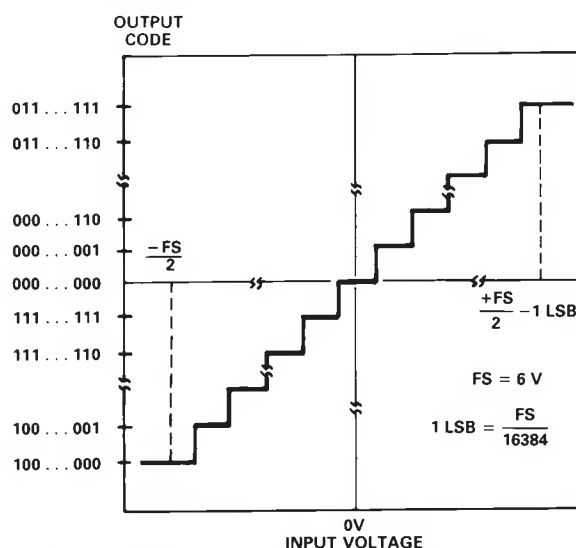 OUTPUT
CODE
011 . . . 111
011 . . . 110
000 . . . 110
000 . . . 001
000 . . . 000
111 . . . 111
111 . . . 110
100 . . . 001
100 . . . 000
−FS
2
+FS
2
−1 LSB
FS = 6 V
1 LSB = FS
16384
0V
INPUT VOLTAGE